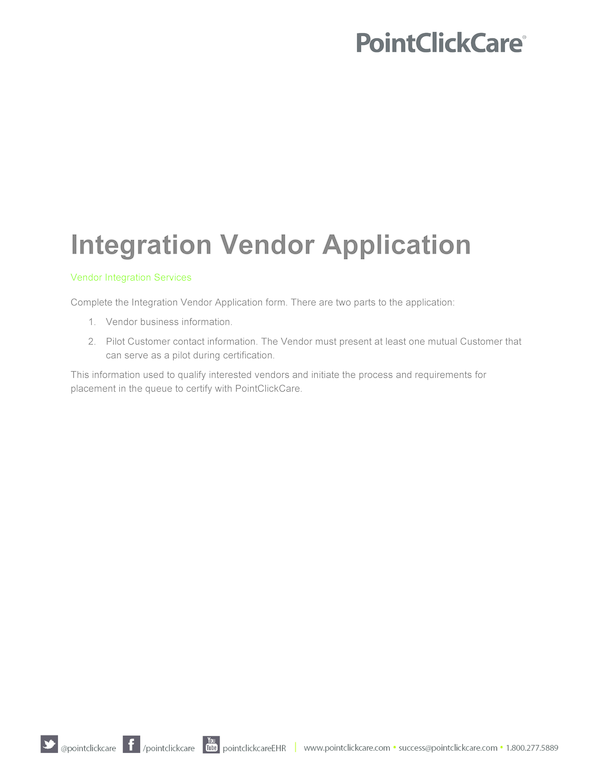 PointClickCare®
Integration Vendor Application
Vendor Integration Services
Complete the Integration Vendor Application form. There are two parts to the application:
1. Vendor business information.
2. Pilot Customer contact information. The Vendor must present at least one mutual Customer that
can serve as a pilot during certification.
This information used to qualify interested vendors and initiate the process and requirements for
placement in the queue to certify with PointClickCare.
@pointclickcare f /pointclickcare You Tube pointclickcareEHR | www.pointclickcare.com • success@pointclickcare.com • 1.800.277.5889